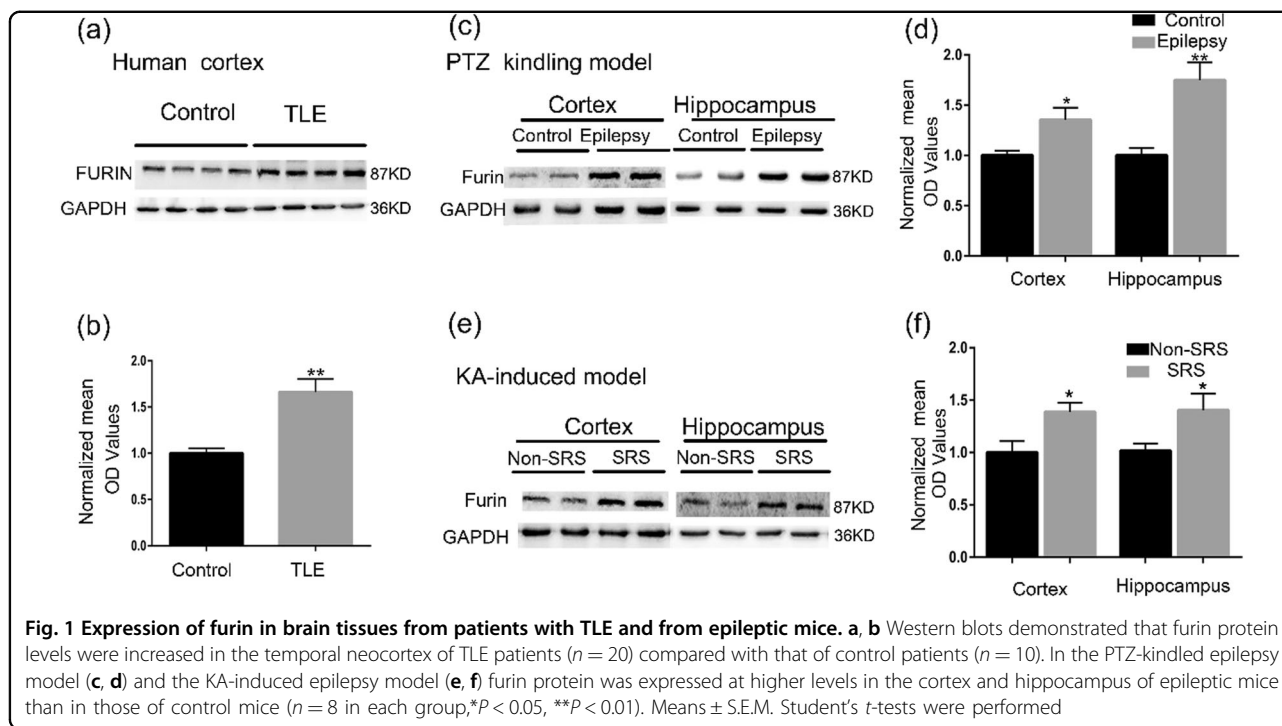 (a)
Human cortex
Control TLE
FURIN 87KD
GAPDH 36KD
(b)
Normalized mean
OD Values
2.0
1.5
1.0
0.5
0.0
Control TLE
**
(c)
PTZ kindling model
Cortex Hippocampus
Control Epilepsy Control Epilepsy
Furin 87KD
GAPDH 36KD
(d)
Control
Epilepsy
Normalized mean
OD Values
2.0
1.5
1.0
0.5
0.0
* **
Cortex Hippocampus
(e)
KA-induced model
Cortex Hippocampus
Non-SRS SRS Non-SRS SRS
Furin 87KD
GAPDH 36KD
(f)
Non-SRS
SRS
Normalized mean
OD Values
2.0
1.5
1.0
0.5
0.0
* *
Cortex Hippocampus
Fig. 1 Expression of furin in brain tissues from patients with TLE and from epileptic mice. a, b Western blots demonstrated that furin protein
levels were increased in the temporal neocortex of TLE patients (n = 20) compared with that of control patients (n = 10). In the PTZ-kindled epilepsy
model (c, d) and the KA-induced epilepsy model (e, f) furin protein was expressed at higher levels in the cortex and hippocampus of epileptic mice
than in those of control mice (n = 8 in each group,*P < 0.05, **P < 0.01). Means ± S.E.M. Student's t-tests were performed